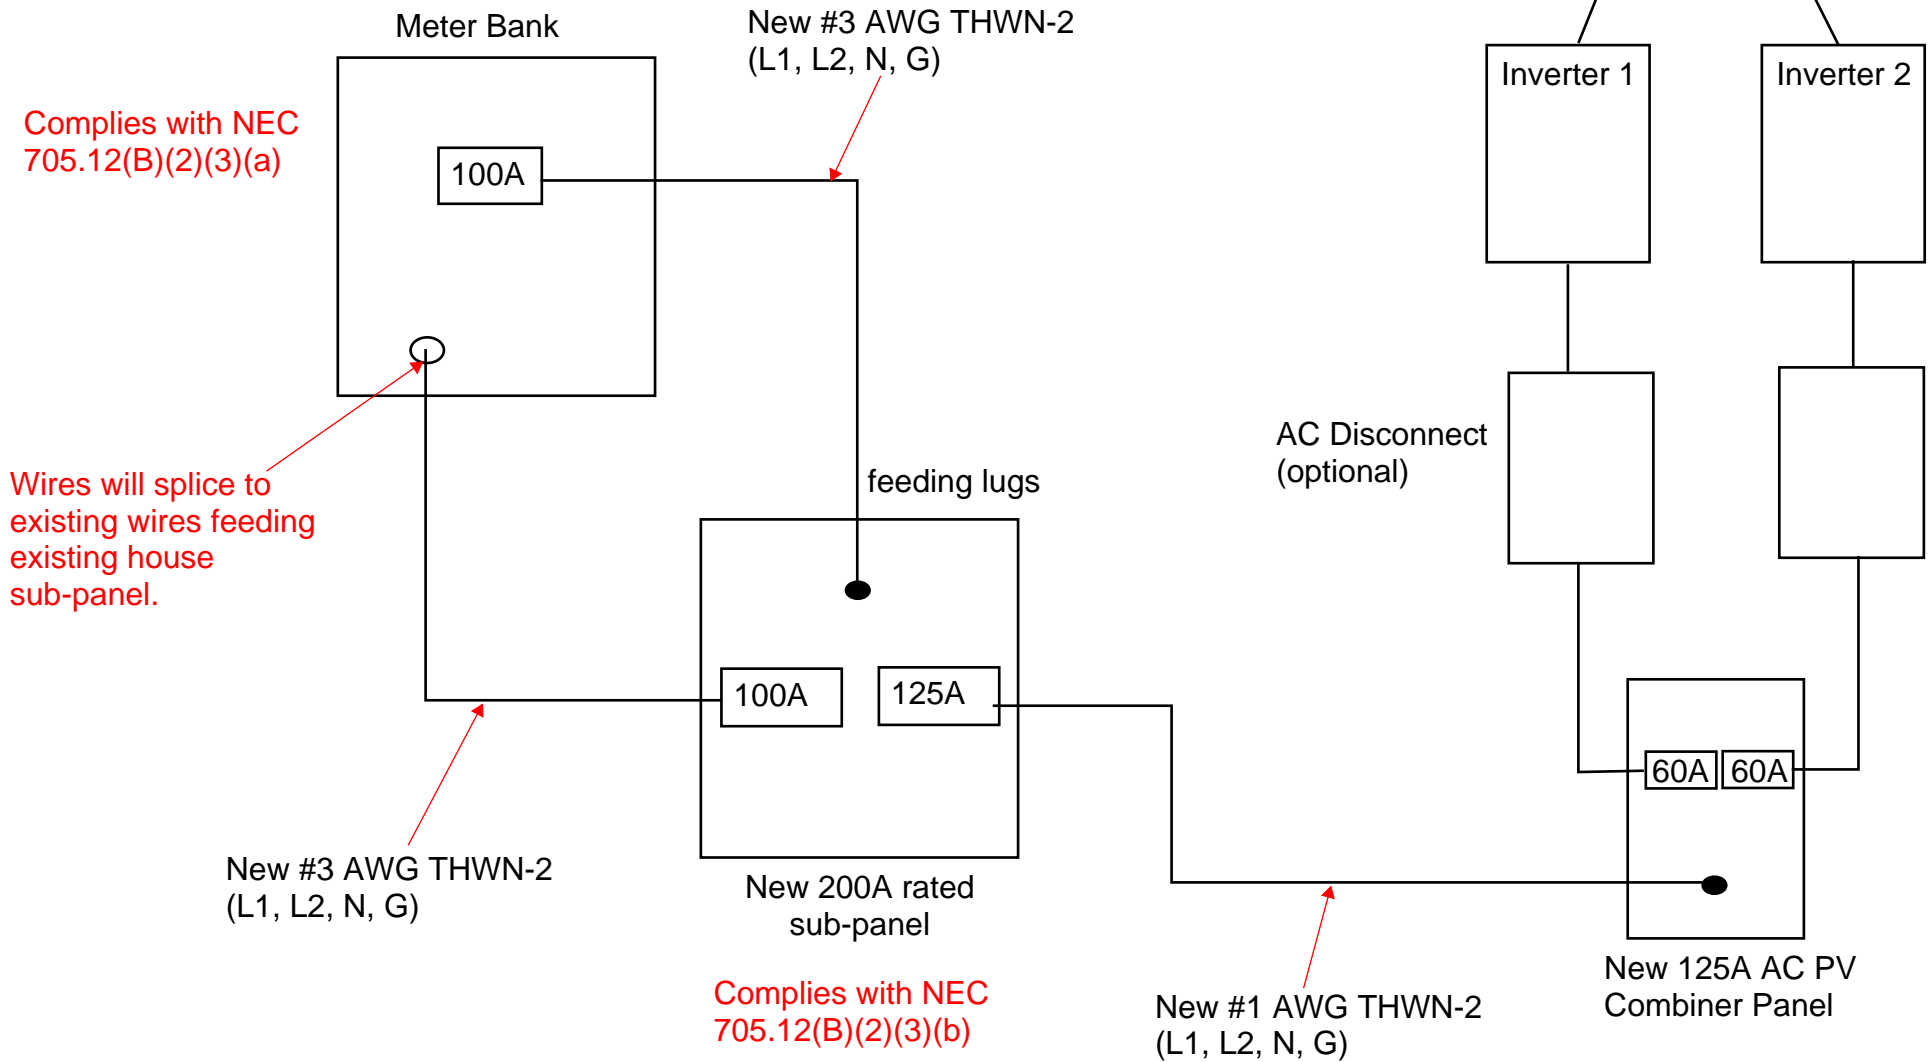 Meter Bank
New #3 AWG THWN-2
(L1, L2, N, G)
Inverter 1
Inverter 2
Complies with NEC
705.12(B)(2)(3)(a)
100A
Wires will splice to
existing wires feeding
existing house
sub-panel.
feeding lugs
AC Disconnect
(optional)
100A
125A
60A
60A
New #3 AWG THWN-2
(L1, L2, N, G)
New 200A rated
sub-panel
Complies with NEC
705.12(B)(2)(3)(b)
New #1 AWG THWN-2
(L1, L2, N, G)
New 125A AC PV
Combiner Panel